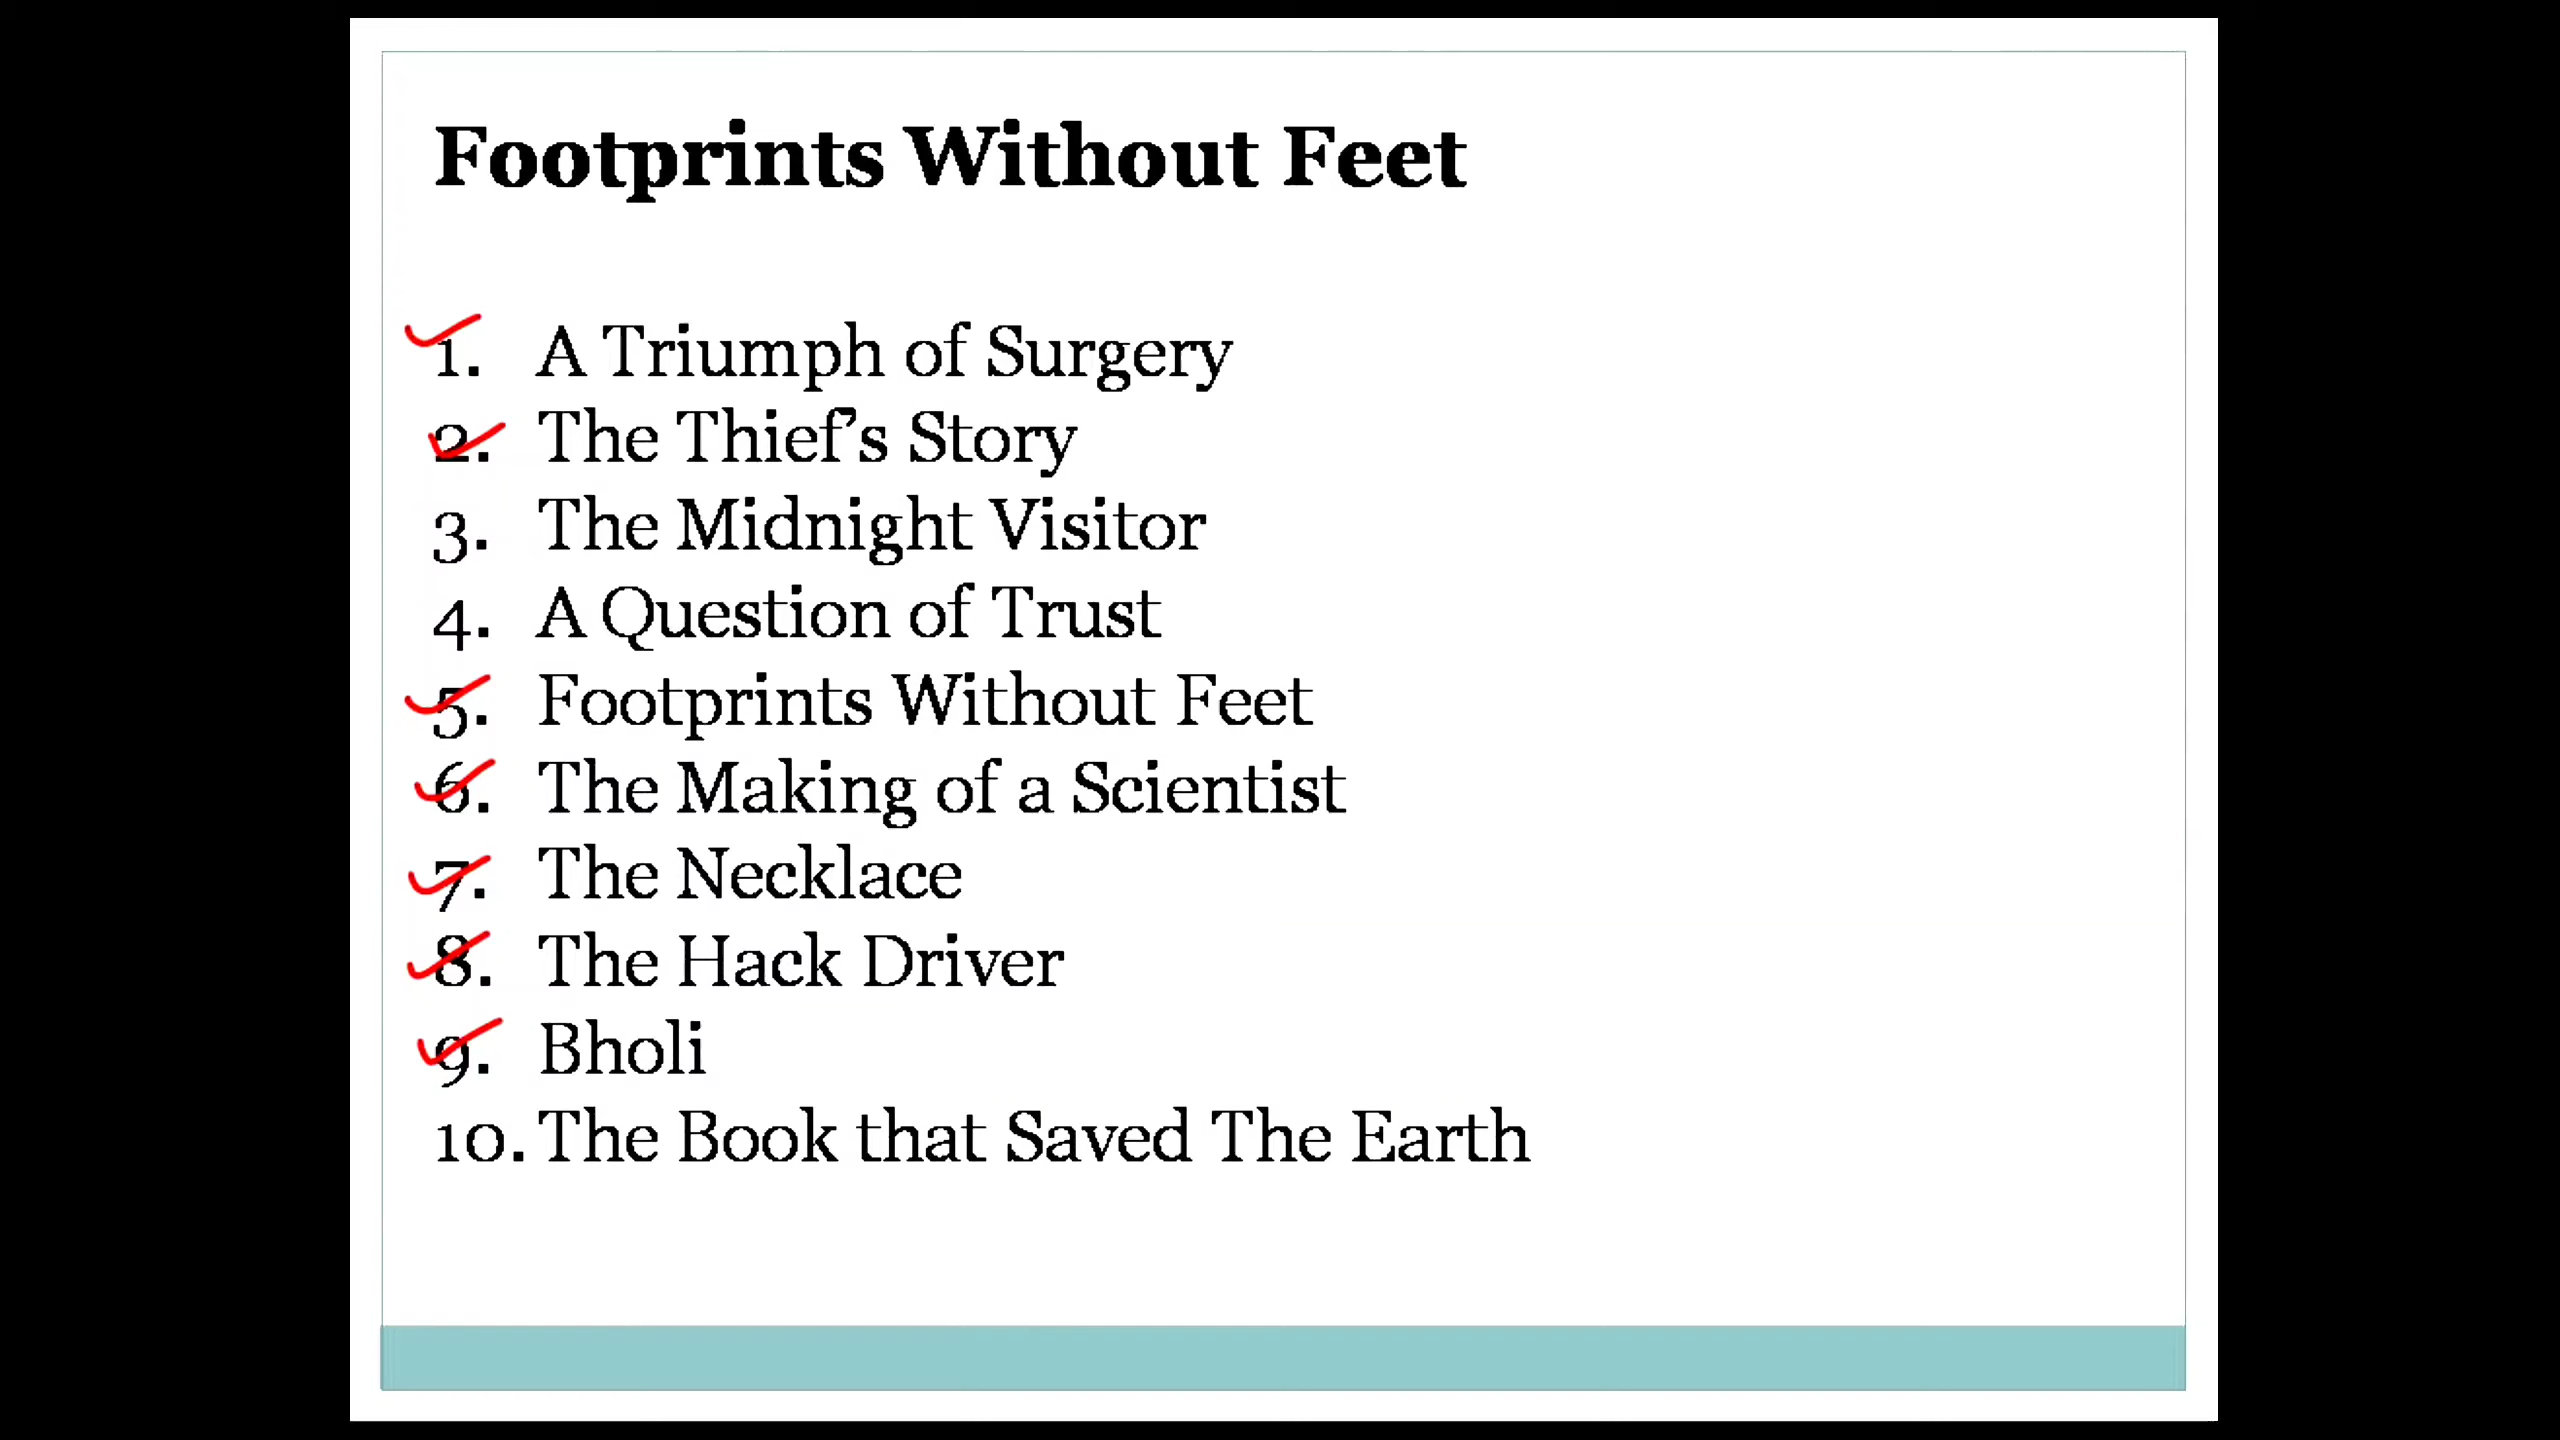 Footprints Without Feet
1. A Triumph of Surgery
2. The Thief's Story
3. The Midnight Visitor
4. A Question of Trust
5. Footprints Without Feet
6. The Making of a Scientist
7. The Necklace
8. The Hack Driver
9. Bholi
10. The Book that Saved The Earth